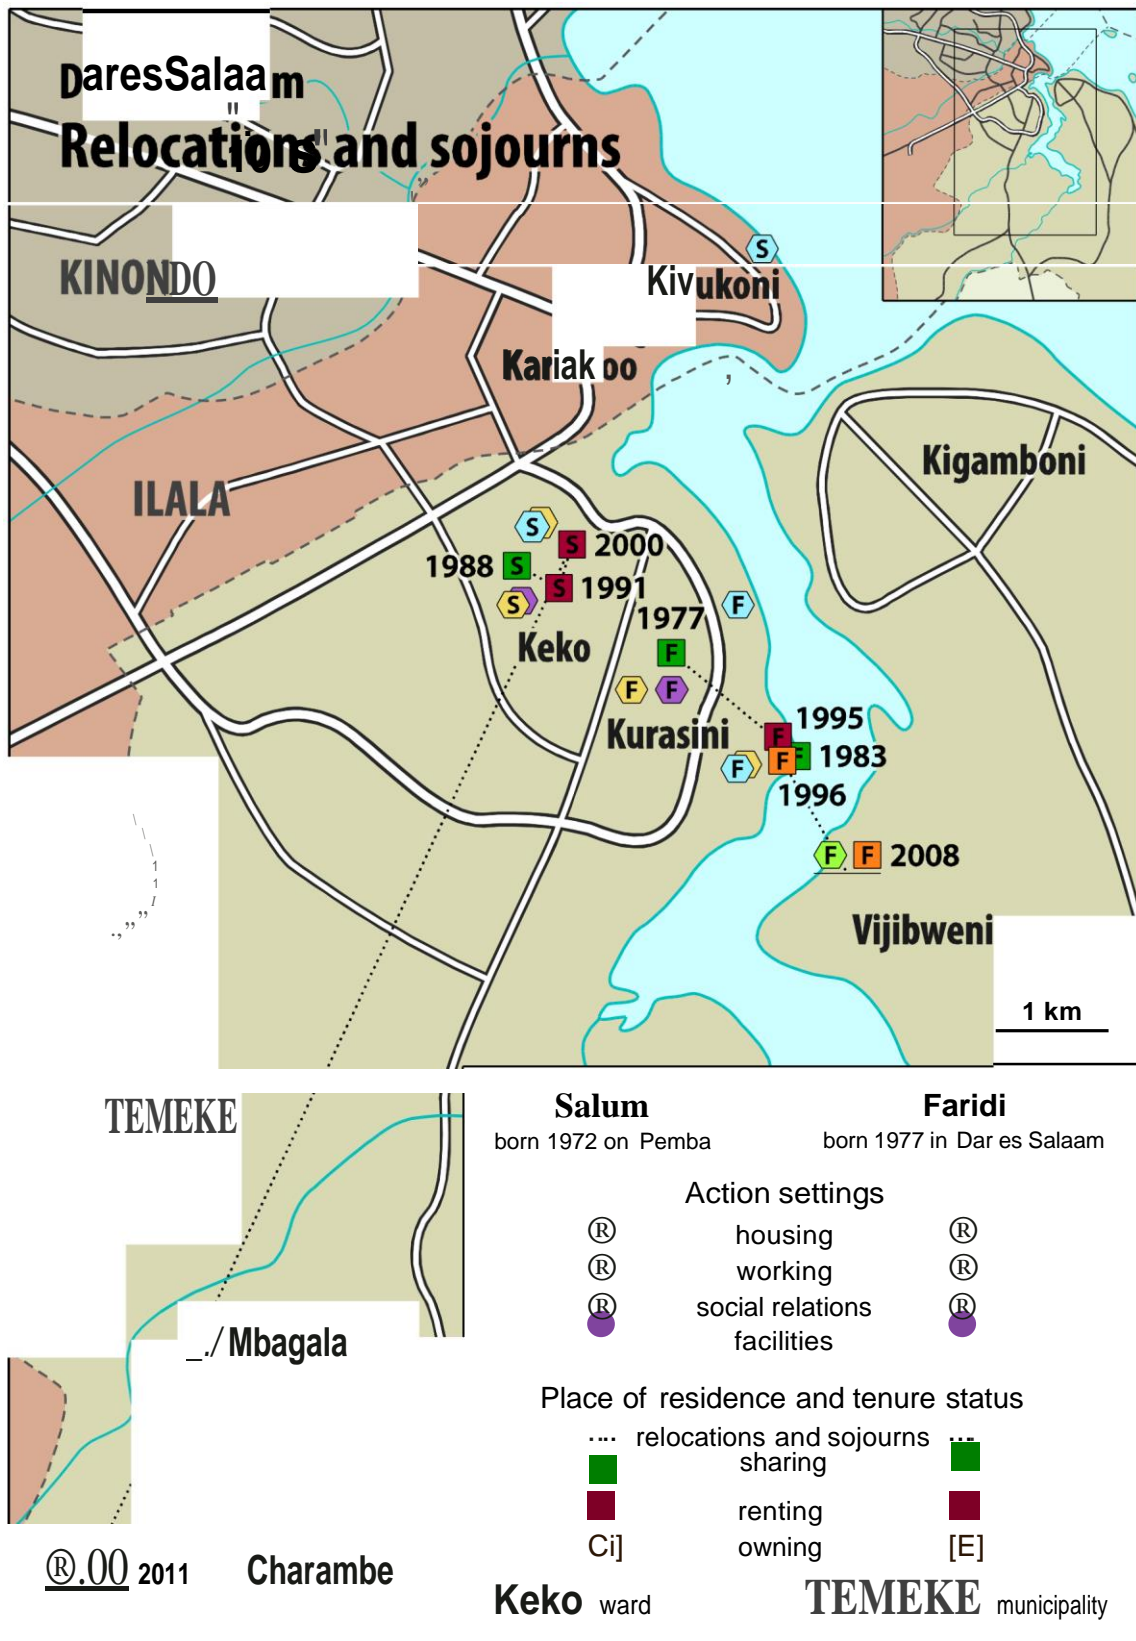 DaresSalaam
Relocations and sojourns
KINONDO
Kivukoni
Kariakoo
ILALA
Kigamboni
S
S
S 2000
1988 S
S 1991
S
1977
F
F
F F
Keko
Kurasini
1995
F
F F 1983
F
1996
F F 2008
Vijibweni
1 km
TEMEKE
Salum Faridi
born 1972 on Pemba born 1977 in Dar es Salaam
Action settings
® housing ®
® working ®
® social relations ®
facilities
Mbagala
Place of residence and tenure status
.... relocations and sojourns ....
sharing
renting
Ci] owning [E]
®.00 2011 Charambe
Keko ward TEMEKE municipality